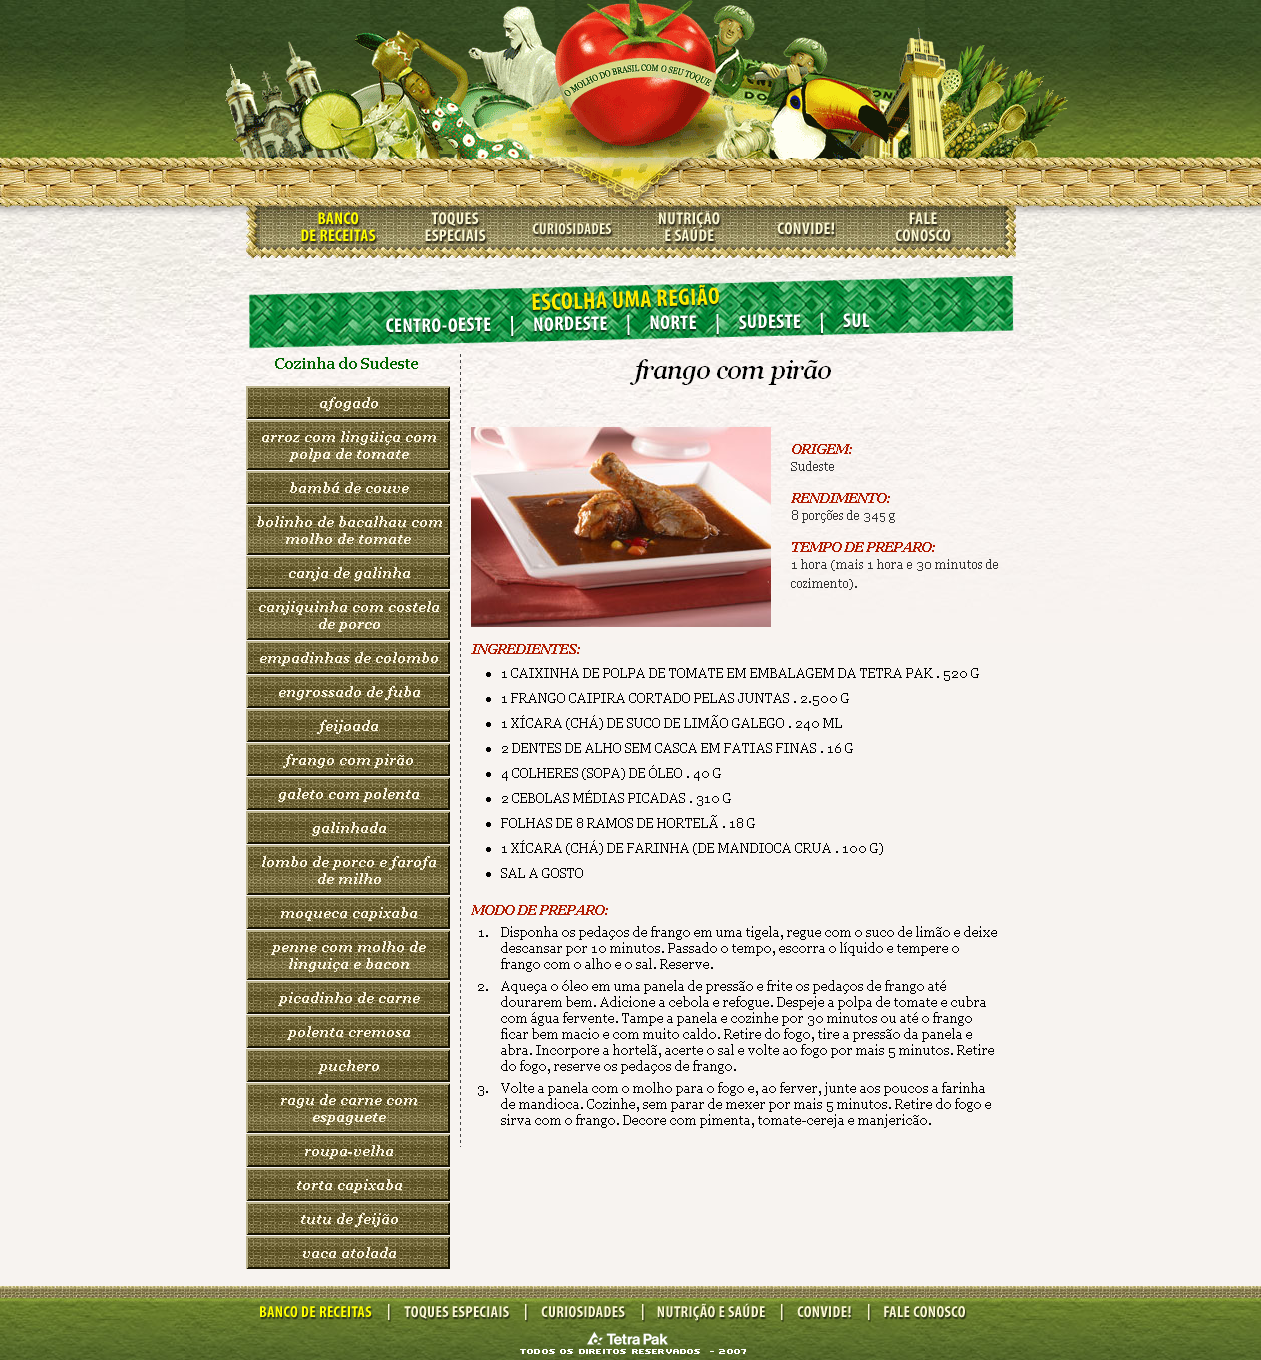 O MOLHO DO BRASIL COM O SEU TOQUE
BANCO
DE RECEITAS
TOQUES
ESPECIAIS
CURIOSIDADES
NUTRIÇÃO
E SAÚDE
CONVIDE!
FALE
CONOSCO
ESCOLHA UMA REGIÃO
CENTRO-OESTE | NORDESTE | NORTE | SUDESTE | SUL
Cozinha do Sudeste
afogado
arroz com lingüiça com
polpa de tomate
bambá de couve
bolinho de bacalhau com
molho de tomate
canja de galinha
canjiquinha com costela
de porco
empadinhas de colombo
engrossado de fuba
feijoada
frango com pirão
galeto com polenta
galinhada
lombo de porco e farofa
de milho
moqueca capixaba
penne com molho de
linguiça e bacon
picadinho de carne
polenta cremosa
puchero
ragu de carne com
espaguete
roupa-velha
torta capixaba
tutu de feijão
vaca atolada
frango com pirão
ORIGEM:
Sudeste
RENDIMENTO:
8 porções de 345 g
TEMPO DE PREPARO:
1 hora (mais 1 hora e 30 minutos de
cozimento).
INGREDIENTES:
• 1 CAIXINHA DE POLPA DE TOMATE EM EMBALAGEM DA TETRA PAK . 520 G
• 1 FRANGO CAIPIRA CORTADO PELAS JUNTAS . 2.500 G
• 1 XÍCARA (CHÁ) DE SUCO DE LIMÃO GALEGO . 240 ML
• 2 DENTES DE ALHO SEM CASCA EM FATIAS FINAS . 16 G
• 4 COLHERES (SOPA) DE ÓLEO . 40 G
• 2 CEBOLAS MÉDIAS PICADAS . 310 G
• FOLHAS DE 8 RAMOS DE HORTELÃ . 18 G
• 1 XÍCARA (CHÁ) DE FARINHA (DE MANDIOCA CRUA . 100 G)
• SAL A GOSTO
MODO DE PREPARO:
1. Disponha os pedaços de frango em uma tigela, regue com o suco de limão e deixe
descansar por 10 minutos. Passado o tempo, escorra o líquido e tempere o
frango com o alho e o sal. Reserve.
2. Aqueça o óleo em uma panela de pressão e frite os pedaços de frango até
dourarem bem. Adicione a cebola e refogue. Despeje a polpa de tomate e cubra
com água fervente. Tampe a panela e cozinhe por 30 minutos ou até o frango
ficar bem macio e com muito caldo. Retire do fogo, tire a pressão da panela e
abra. Incorpore a hortelã, acerte o sal e volte ao fogo por mais 5 minutos. Retire
do fogo, reserve os pedaços de frango.
3. Volte a panela com o molho para o fogo e, ao ferver, junte aos poucos a farinha
de mandioca. Cozinhe, sem parar de mexer por mais 5 minutos. Retire do fogo e
sirva com o frango. Decore com pimenta, tomate-cereja e manjericão.
BANCO DE RECEITAS | TOQUES ESPECIAIS | CURIOSIDADES | NUTRIÇÃO E SAÚDE | CONVIDE! | FALE CONOSCO
Tetra Pak
TODOS OS DIREITOS RESERVADOS - 2007